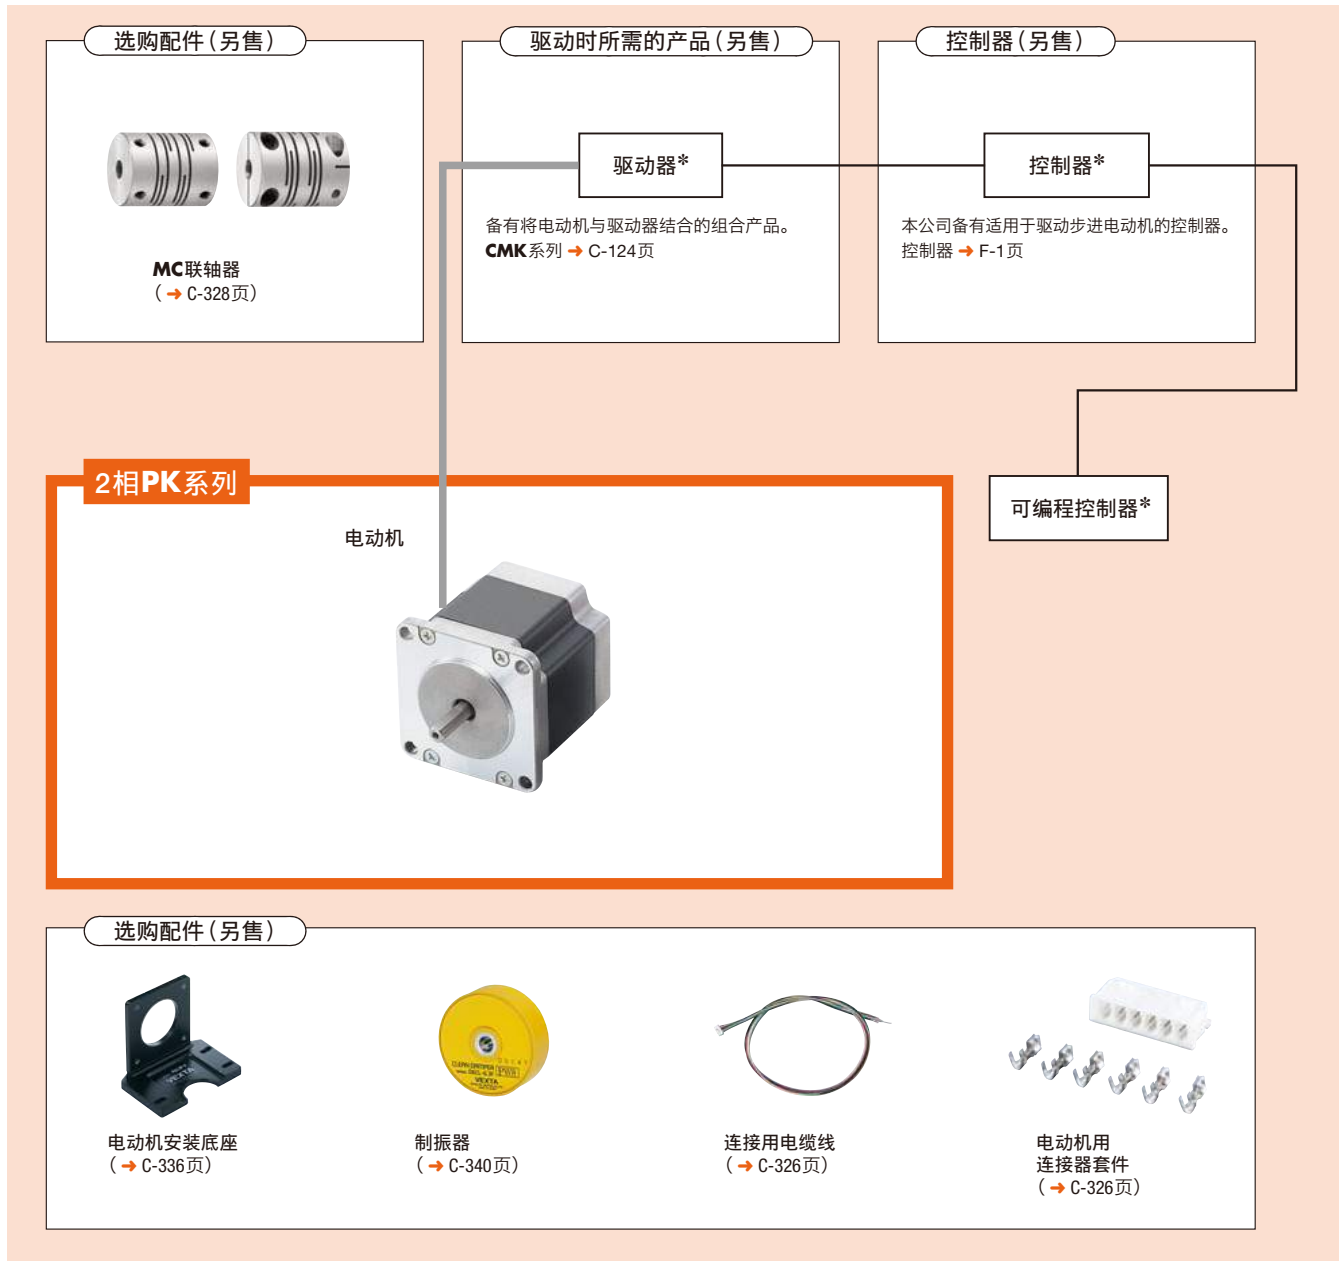 选购配件（另售）
驱动时所需的产品（另售）
控制器（另售）
驱动器*
控制器*
备有将电动机与驱动器结合的组合产品。
CMK系列 → C-124页
本公司备有适用于驱动步进电动机的控制器。
控制器 → F-1页
MC联轴器
（→ C-328页）
2相PK系列
可编程控制器*
电动机
选购配件（另售）
VEXTA
CLEAN DAMPER
VEXTA
电动机安装底座
（→ C-336页）
制振器
（→ C-340页）
连接用电缆线
（→ C-326页）
电动机用
连接器套件
（→ C-326页）